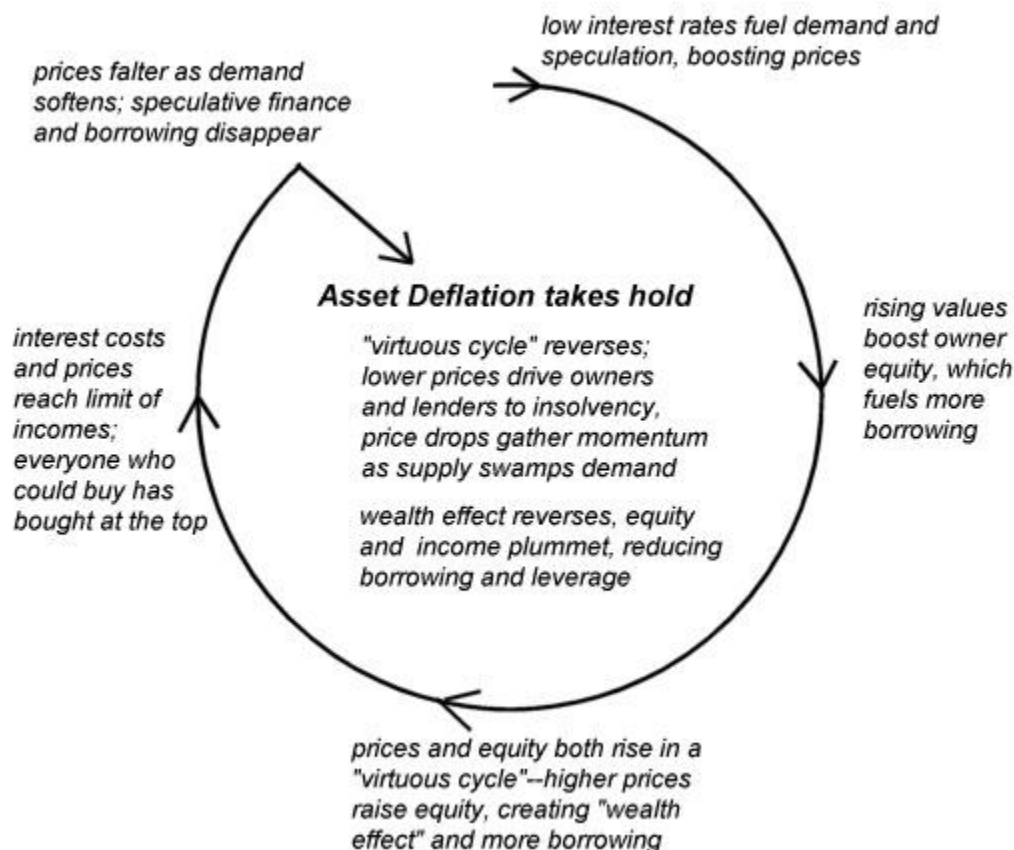 low interest rates fuel demand and
speculation, boosting prices
rising values
boost owner
equity, which
fuels more
borrowing
prices and equity both rise in a
"virtuous cycle"--higher prices
raise equity, creating "wealth
effect" and more borrowing
interest costs
and prices
reach limit of
incomes;
everyone who
could buy has
bought at the top
prices falter as demand
softens; speculative finance
and borrowing disappear
Asset Deflation takes hold
"virtuous cycle" reverses;
lower prices drive owners
and lenders to insolvency,
price drops gather momentum
as supply swamps demand
wealth effect reverses, equity
and income plummet, reducing
borrowing and leverage